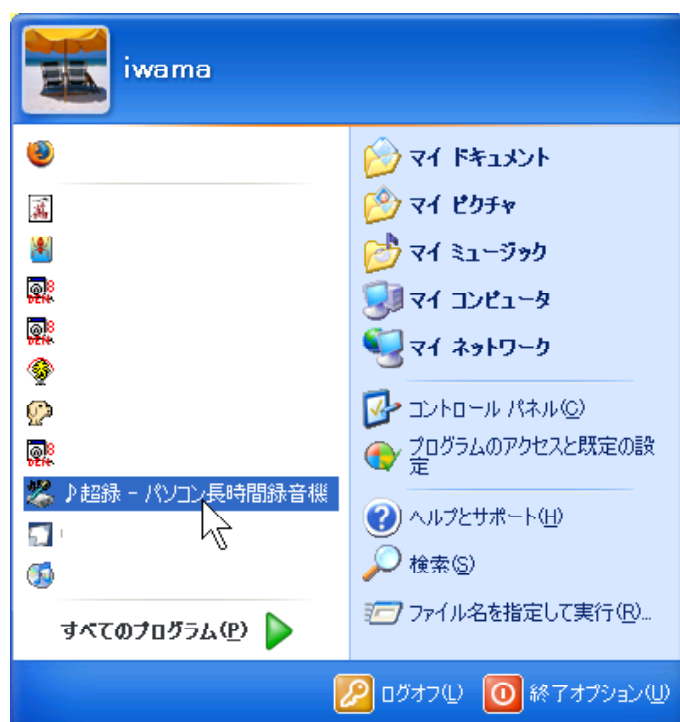 iwama
マイ ドキュメント
マイ ピクチャ
マイ ミュージック
マイ コンピュータ
マイ ネットワーク
コントロール パネル(C)
プログラムのアクセスと既定の設
定
♪超録 - パソコン長時間録音機
ヘルプとサポート(H)
検索(S)
ファイル名を指定して実行(R)...
すべてのプログラム(P)
ログオフ(L)
終了オプション(U)